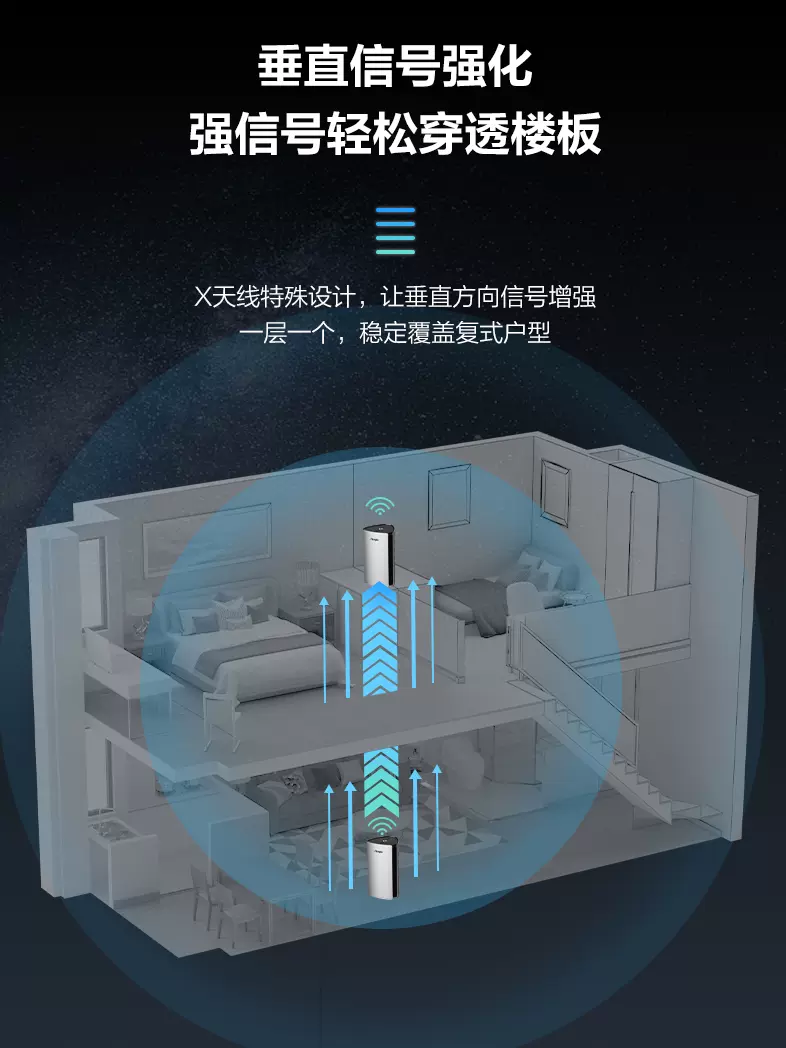 垂直信号强化
强信号轻松穿透楼板
X天线特殊设计，让垂直方向信号增强
一层一个，稳定覆盖复式户型